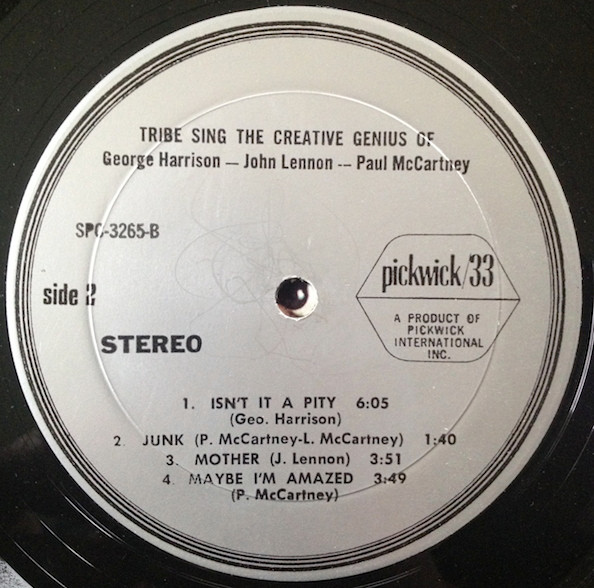 TRIBE SING THE CREATIVE GENIUS OF
George Harrison — John Lennon -- Paul McCartney
SPC-3265-B
side 2
STEREO
pickwick/33
A PRODUCT OF
PICKWICK
INTERNATIONAL
INC.
1. ISN'T IT A PITY 6:05
(Geo. Harrison)
2. JUNK (P. McCartney-L. McCartney) 1:40
3. MOTHER (J. Lennon) 3:51
4. MAYBE I'M AMAZED 3:49
(P. McCartney)